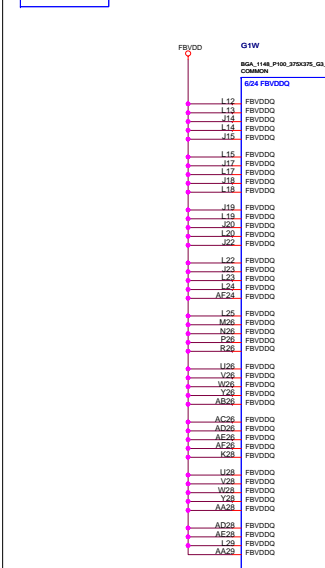 FBVDD
G1W
BGA_1148_P100_375X375_G3_
COMMON
6/24 FBVDDQ
L12 FBVDDQ
L13 FBVDDQ
J14 FBVDDQ
L14 FBVDDQ
J15 FBVDDQ
L15 FBVDDQ
J17 FBVDDQ
L17 FBVDDQ
J18 FBVDDQ
L18 FBVDDQ
J19 FBVDDQ
L19 FBVDDQ
J20 FBVDDQ
L20 FBVDDQ
J22 FBVDDQ
L22 FBVDDQ
J23 FBVDDQ
L23 FBVDDQ
L24 FBVDDQ
AF24 FBVDDQ
L25 FBVDDQ
M26 FBVDDQ
N26 FBVDDQ
P26 FBVDDQ
R26 FBVDDQ
U26 FBVDDQ
V26 FBVDDQ
W26 FBVDDQ
Y26 FBVDDQ
AB26 FBVDDQ
AC26 FBVDDQ
AD26 FBVDDQ
AE26 FBVDDQ
AF26 FBVDDQ
K28 FBVDDQ
U28 FBVDDQ
V28 FBVDDQ
W28 FBVDDQ
Y28 FBVDDQ
AA28 FBVDDQ
AD28 FBVDDQ
AE28 FBVDDQ
L29 FBVDDQ
AA29 FBVDDQ